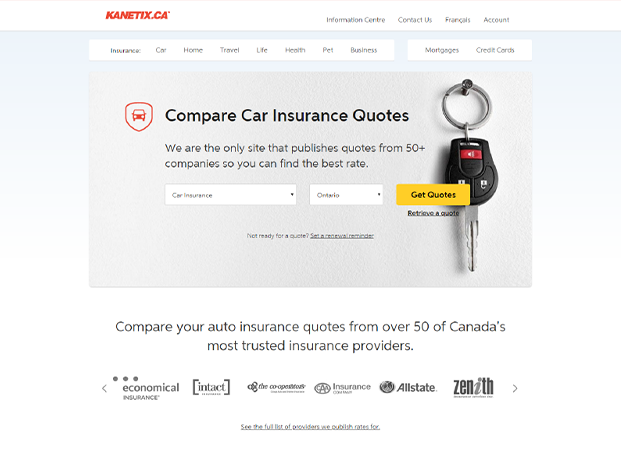 KANETIX.CA
Information Centre Contact Us Français Account
Insurance: Car Home Travel Life Health Pet Business Mortgages Credit Cards
Compare Car Insurance Quotes
We are the only site that publishes quotes from 50+
companies so you can find the best rate.
Car Insurance Ontario Get Quotes
Retrieve a quote
Not ready for a quote? Set a renewal reminder
Compare your auto insurance quotes from over 50 of Canada's
most trusted insurance providers.
economical
INSURANCE
[intact]
the co-operators
CAA Insurance
COMPANY
Allstate.
zenith
See the full list of providers we publish rates for.